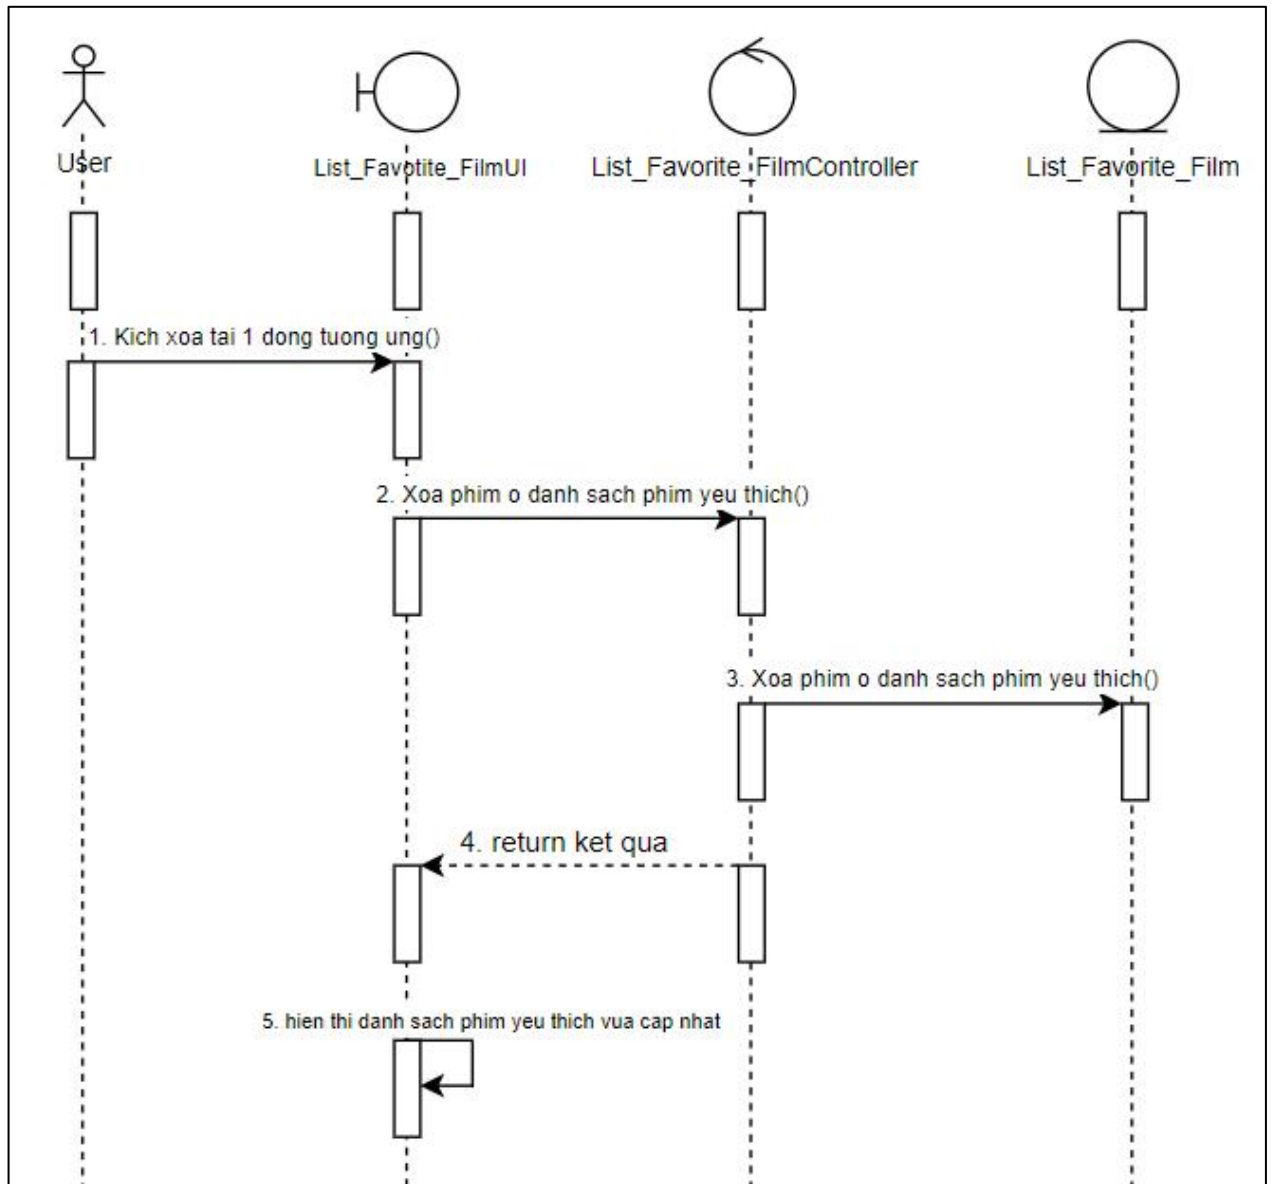 User
List_Favotite_FilmUI
List_Favorite_FilmController
List_Favorite_Film
1. Kich xoa tai 1 dong tuong ung()
2. Xoa phim o danh sach phim yeu thich()
3. Xoa phim o danh sach phim yeu thich()
4. return ket qua
5. hien thi danh sach phim yeu thich vua cap nhat